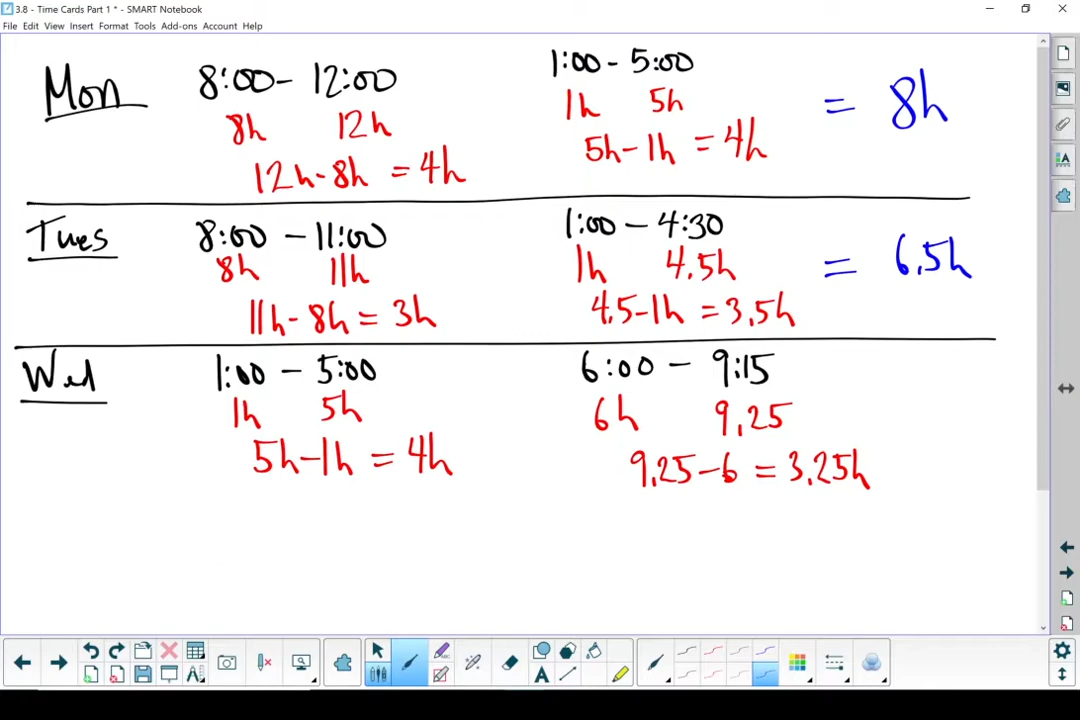 3.8 - Time Cards Part 1 * - SMART Notebook
File Edit View Insert Format Tools Add-ons Account Help
Mon 8:00 - 12:00 1:00 - 5:00
8h 12h 1h 5h = 8h
12h - 8h = 4h 5h - 1h = 4h
Tues 8:00 - 11:00 1:00 - 4:30
8h 11h 1h 4.5h = 6.5h
11h - 8h = 3h 4.5 - 1h = 3.5h
Wed 1:00 - 5:00 6:00 - 9:15
1h 5h 6h 9.25
5h - 1h = 4h 9.25 - 6 = 3.25h